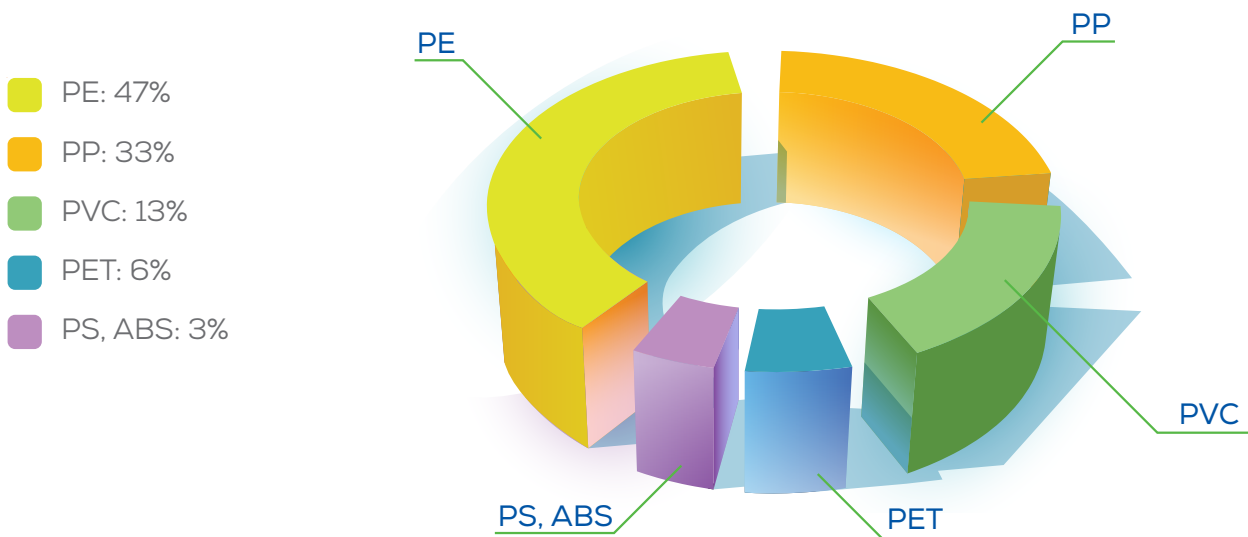 PE: 47%
PP: 33%
PVC: 13%
PET: 6%
PS, ABS: 3%
PE
PP
PVC
PS, ABS
PET